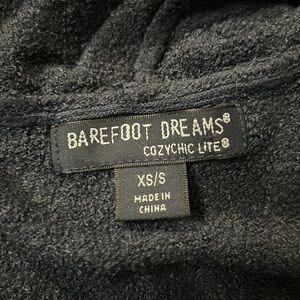 BAREFOOT DREAMS®
COZYCHIC LITE®
XS/S
MADE IN
CHINA